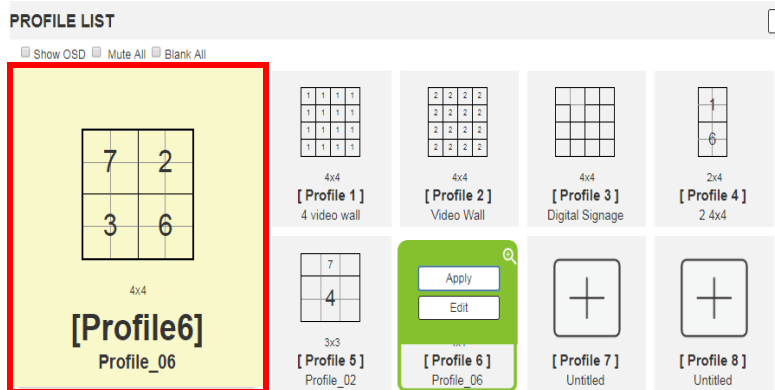 PROFILE LIST
Show OSD Mute All Blank All
7 2
3 6
4x4
[Profile6]
Profile_06
1 1 1 1
1 1 1 1
1 1 1 1
1 1 1 1
4x4
[ Profile 1 ]
4 video wall
2 2 2 2
2 2 2 2
2 2 2 2
2 2 2 2
4x4
[ Profile 2 ]
Video Wall
4x4
[ Profile 3 ]
Digital Signage
1
6
2x4
[ Profile 4 ]
2 4x4
7
4
3x3
[ Profile 5 ]
Profile_02
Apply
Edit
[ Profile 6 ]
Profile_06
[ Profile 7 ]
Untitled
[ Profile 8 ]
Untitled